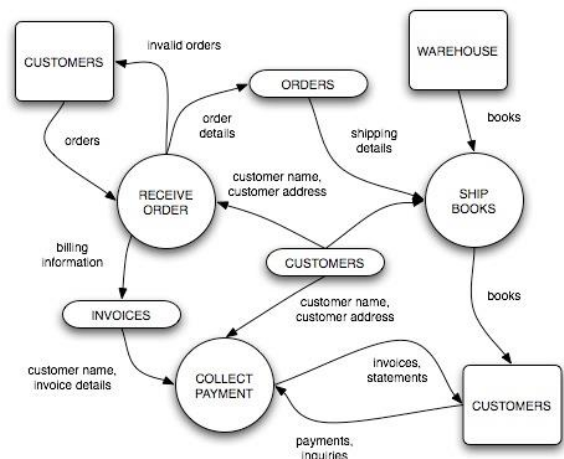 CUSTOMERS
invalid orders
ORDERS
WAREHOUSE
orders
order
details
shipping
details
books
customer name,
customer address
RECEIVE
ORDER
SHIP
BOOKS
billing
information
CUSTOMERS
INVOICES
customer name,
customer address
books
customer name,
invoice details
COLLECT
PAYMENT
invoices,
statements
CUSTOMERS
payments,
inquiries